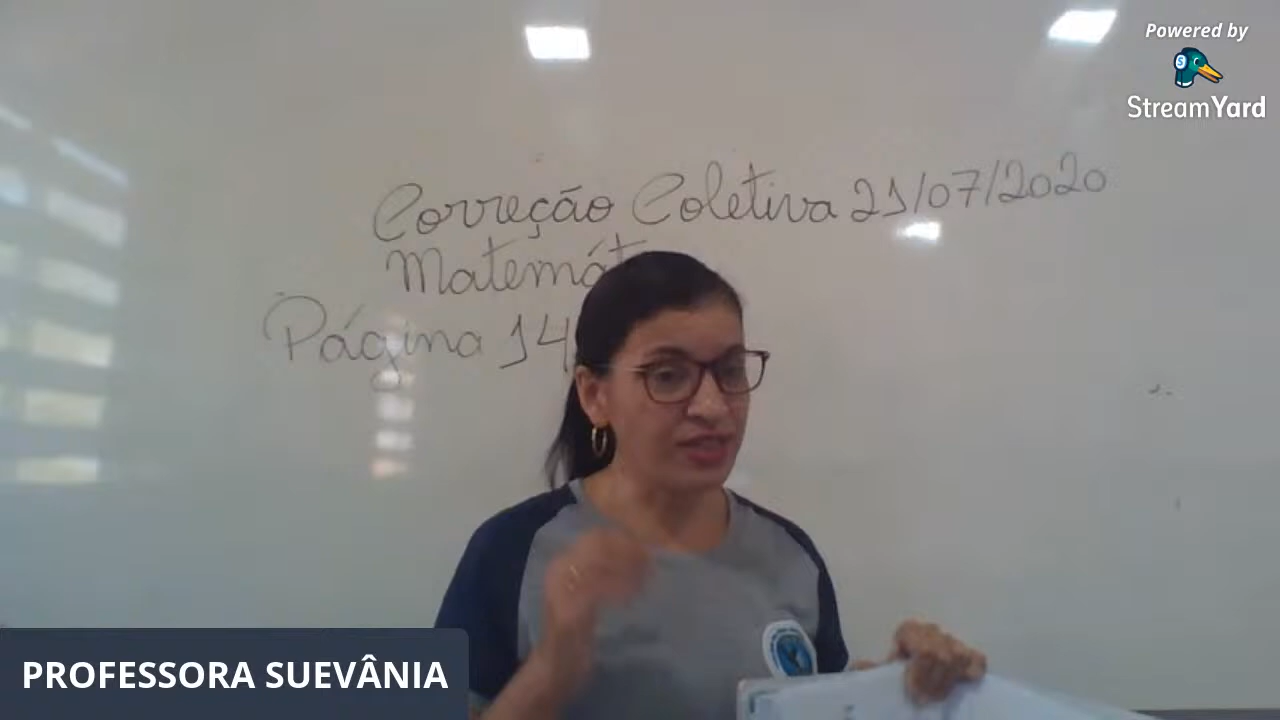 Powered by
StreamYard
Correção Coletiva 21/07/2020
Página
PROFESSORA SUEVÂNIA